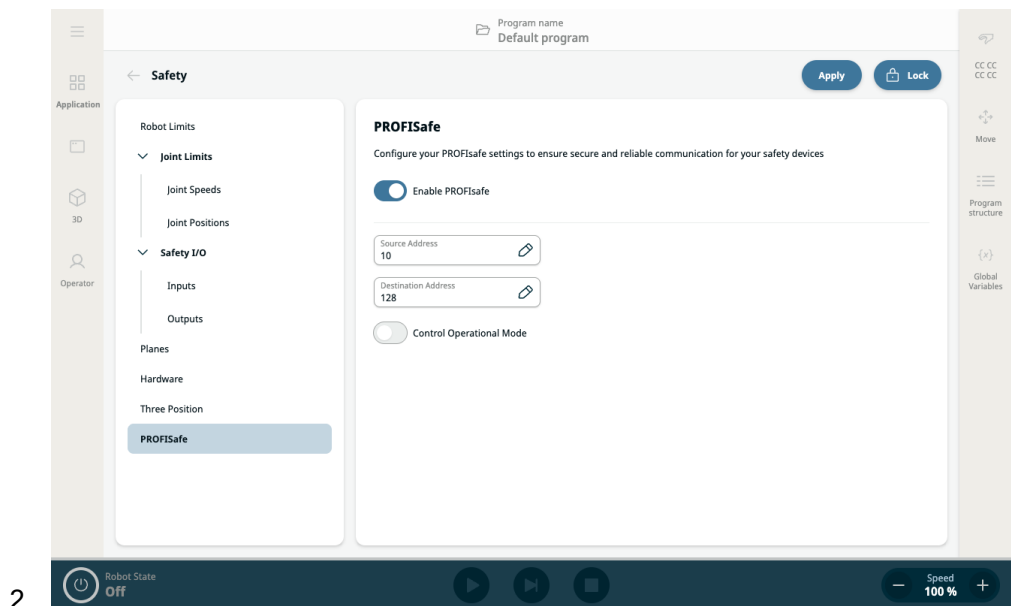 Program name
Default program
Safety
Apply
Lock
CC CC
CC CC
Application
Move
3D
Program
structure
Operator
{x}
Global
Variables
Robot Limits
Joint Limits
Joint Speeds
Joint Positions
Safety I/O
Inputs
Outputs
Planes
Hardware
Three Position
PROFISafe
PROFISafe
Configure your PROFIsafe settings to ensure secure and reliable communication for your safety devices
Enable PROFIsafe
Source Address
10
Destination Address
128
Control Operational Mode
Robot State
Off
Speed
100 %
2